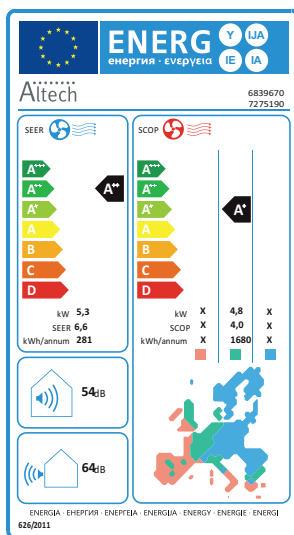 ENERG Y IJA
енергия · ενεργεια IE IA
Altech
6839670
7275190
SEER
SCOP
A+++
A++
A+
A
B
C
D
A++
A+++
A++
A+
A
B
C
D
A+
kW 5,3
SEER 6,6
kWh/annum 281
kW X 4,8 X
SCOP X 4,0 X
kWh/annum X 1680 X
54dB
64dB
ENERGIA · ЕНЕРГИЯ · ΕΝΕΡΓΕΙΑ · ENERGIJA · ENERGY · ENERGIE · ENERGI
626/2011